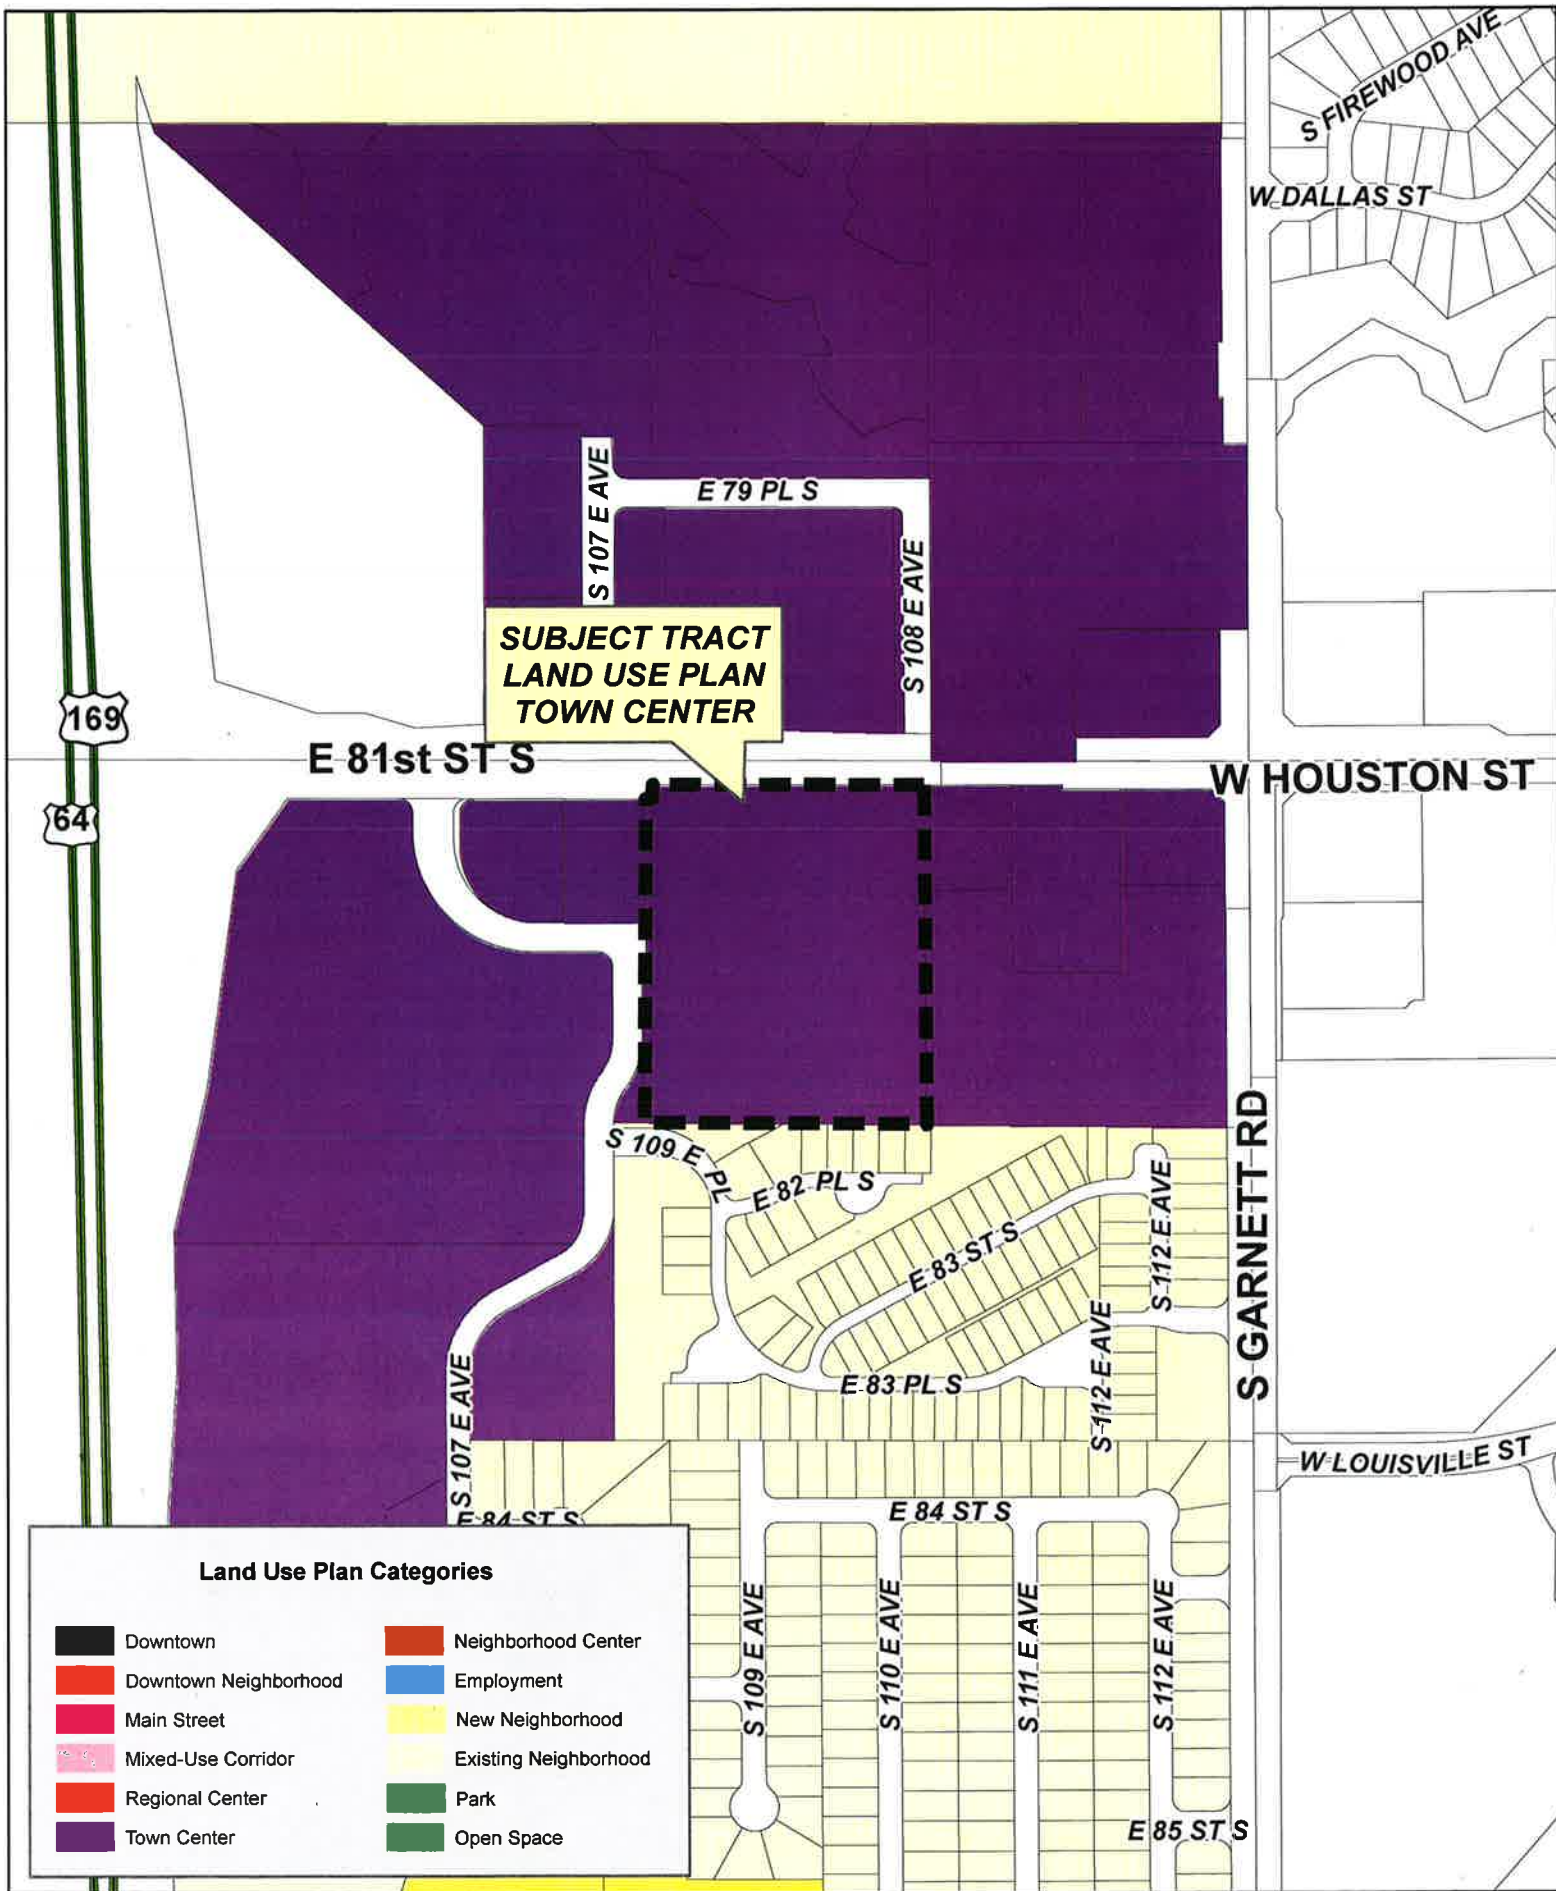 S FIREWOOD AVE
W DALLAS ST
S 107 E AVE
E 79 PL S
S 108 E AVE
SUBJECT TRACT
LAND USE PLAN
TOWN CENTER
169
E 81st ST S
W HOUSTON ST
64
S 109 E PL
E 82 PL S
E 83 ST S
S 112 E AVE
S GARNETT RD
S 112 E AVE
E 83 PL S
S 107 E AVE
W LOUISVILLE ST
E 84 ST S
E 84 ST S
S 109 E AVE
S 110 E AVE
S 111 E AVE
S 112 E AVE
E 85 ST S
Land Use Plan Categories
Downtown
Downtown Neighborhood
Main Street
Mixed-Use Corridor
Regional Center
Town Center
Neighborhood Center
Employment
New Neighborhood
Existing Neighborhood
Park
Open Space